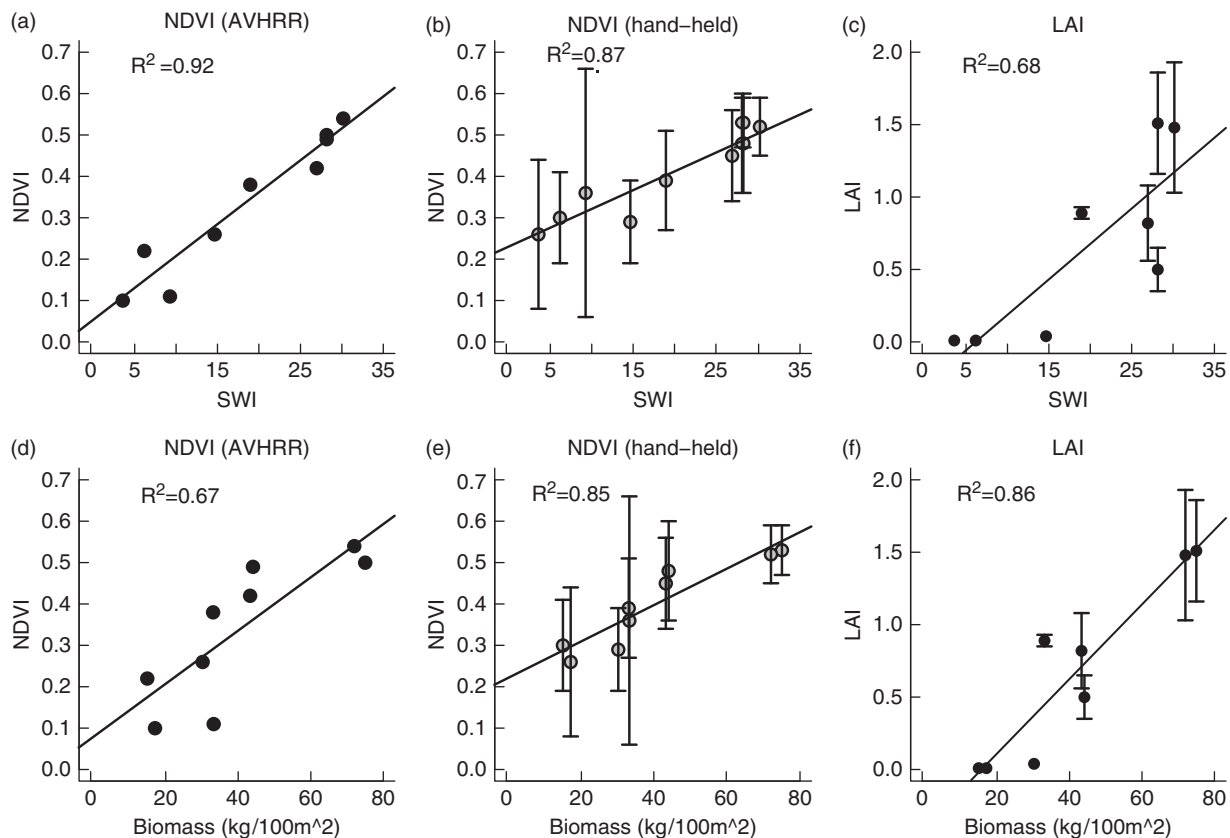 (a)
NDVI (AVHRR)
R²=0.92
NDVI
0.7
0.6
0.5
0.4
0.3
0.2
0.1
0.0
0 5 15 25 35
SWI
(b)
NDVI (hand–held)
R²=0.87
NDVI
0.7
0.6
0.5
0.4
0.3
0.2
0.1
0.0
0 5 15 25 35
SWI
(c)
LAI
R²=0.68
LAI
2.0
1.5
1.0
0.5
0.0
0 5 15 25 35
SWI
(d)
NDVI (AVHRR)
R²=0.67
NDVI
0.7
0.6
0.5
0.4
0.3
0.2
0.1
0.0
0 20 40 60 80
Biomass (kg/100m^2)
(e)
NDVI (hand–held)
R²=0.85
NDVI
0.7
0.6
0.5
0.4
0.3
0.2
0.1
0.0
0 20 40 60 80
Biomass (kg/100m^2)
(f)
LAI
R²=0.86
LAI
2.0
1.5
1.0
0.5
0.0
0 20 40 60 80
Biomass (kg/100m^2)